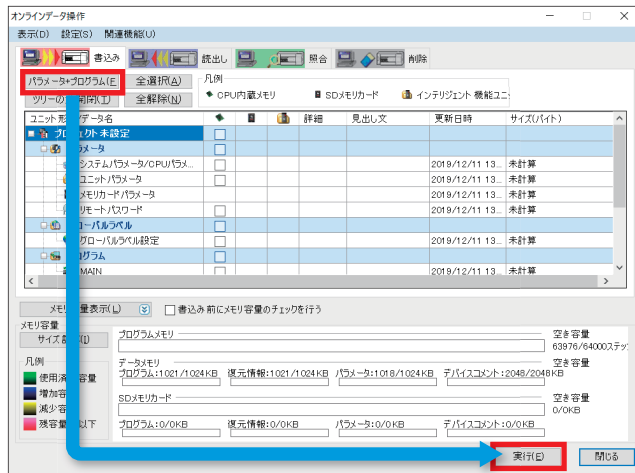 オンラインデータ操作
表示(D) 設定(S) 関連機能(U)
書込み 読出し 照合 削除
パラメータ+プログラム(F) 全選択(A) 凡例
開閉(T) 全解除(N) CPU内蔵メモリ SDメモリカード インテリジェント機能ユニ
データ名 詳細 見出し文 更新日時 サイズ(バイト)
未設定
メータ
システムパラメータ/CPUパラメ... 2019/12/11 13... 未計算
ユニットパラメータ 2019/12/11 13... 未計算
メモリカードパラメータ 2019/12/11 13... 未計算
リモートパスワード 2019/12/11 13... 未計算
ーバルラベル
グローバルラベル設定 2019/12/11 13... 未計算
グラム
MAIN 2019/12/11 13... 未計算
量表示(L) 書込み前にメモリ容量のチェックを行う
メモリ容量
サイズ プログラムメモリ 空き容量
63976/64000ステッ
凡例 データメモリ 空き容量
プログラム:1021/1024KB 復元情報:1021/1024KB パラメータ:1018/1024KB デバイスコメント:2048/2048KB
使用済 容量
増加容
減少容 SDメモリカード 空き容量
0/0KB
残容量 以下 プログラム:0/0KB 復元情報:0/0KB パラメータ:0/0KB デバイスコメント:0/0KB
実行(E) 閉じる